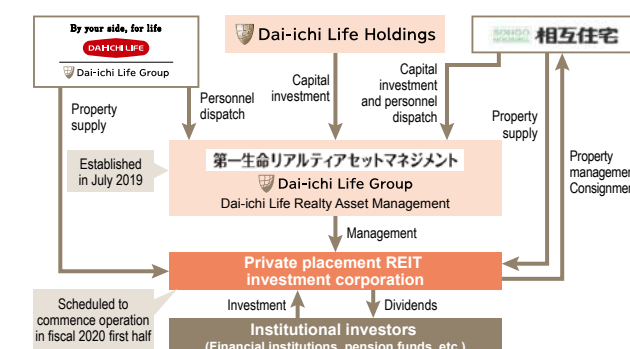 By your side, for life
DAI-ICHI LIFE
Dai-ichi Life Group
Dai-ichi Life Holdings
SOHGO
相互住宅
Property
supply
Personnel
dispatch
Capital
investment
Capital
investment
and personnel
dispatch
Property
supply
Property
managemen
Consignmen
Established
in July 2019
第一生命リアルティアセットマネジメント
Dai-ichi Life Group
Dai-ichi Life Realty Asset Management
Management
Private placement REIT
investment corporation
Scheduled to
commence operation
in fiscal 2020 first half
Investment
Dividends
Institutional investors
(Financial institutions, pension funds, etc.)